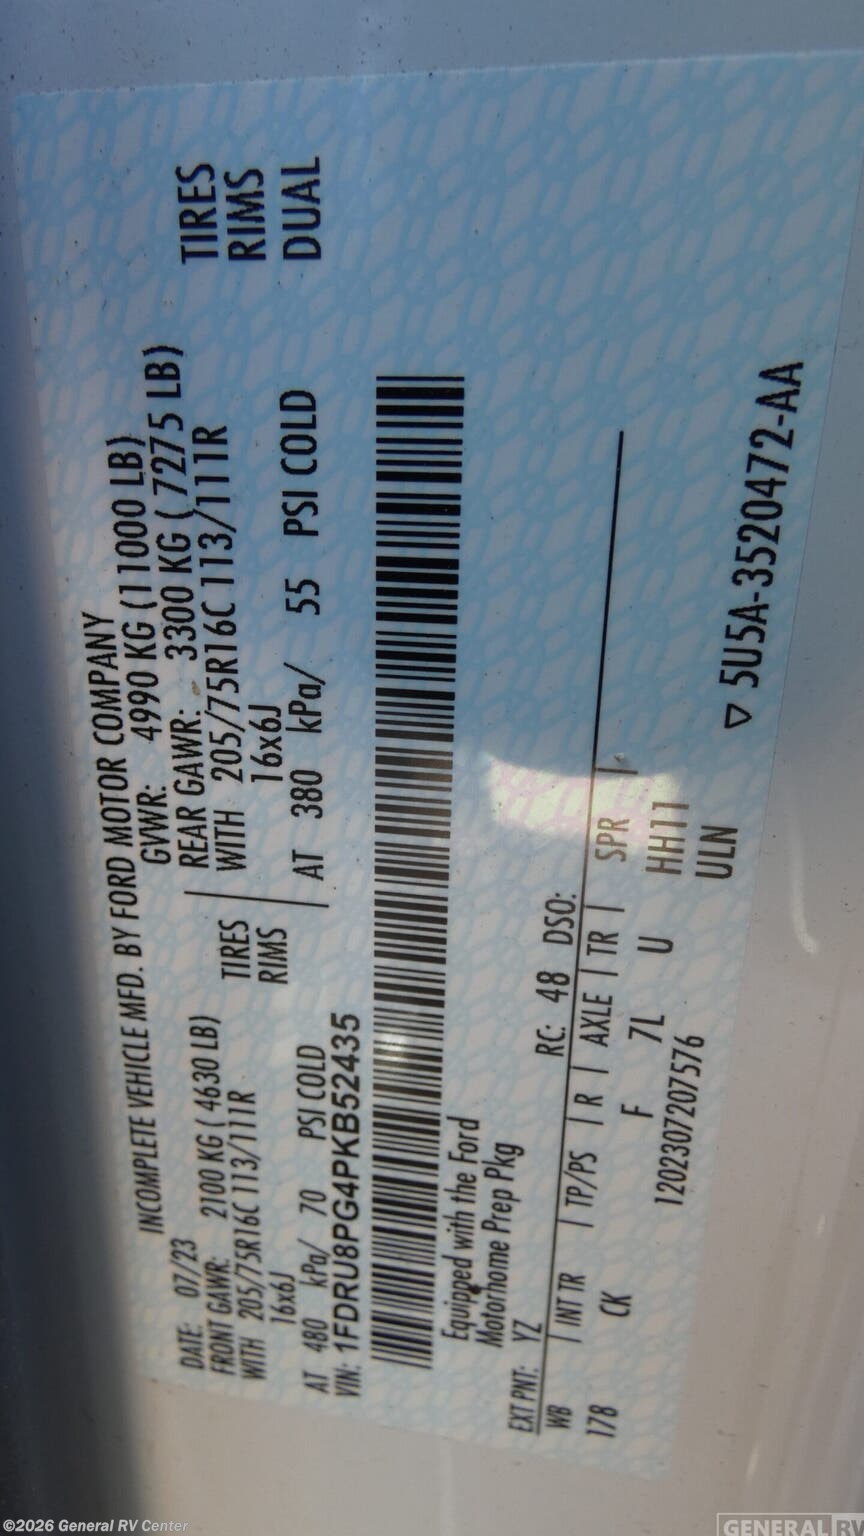 INCOMPLETE VEHICLE MFD. BY FORD MOTOR COMPANY
DATE: 07/23 GVWR: 4990 KG (11000 LB)
FRONT GAWR: 2100 KG (4630 LB) REAR GAWR: 3300 KG (7275 LB)
WITH 205/75R16C 113/111R TIRES WITH 205/75R16C 113/111R TIRES
16x6J RIMS 16x6J RIMS
AT 480 kPa/ 70 PSI COLD AT 380 kPa/ 55 PSI COLD DUAL
VIN: 1FDRU8PG4PKB52435
Equipped with the Ford
Motorhome Prep Pkg
EXT PNT: YZ RC: 48 DSO:
WB | INT TR | TP/PS | R | AXLE | TR | SPR
178 CK F 7L U HH11
1202307207576 ULN
▽ 5U5A-3520472-AA
©2026 General RV Center
GENERAL RV